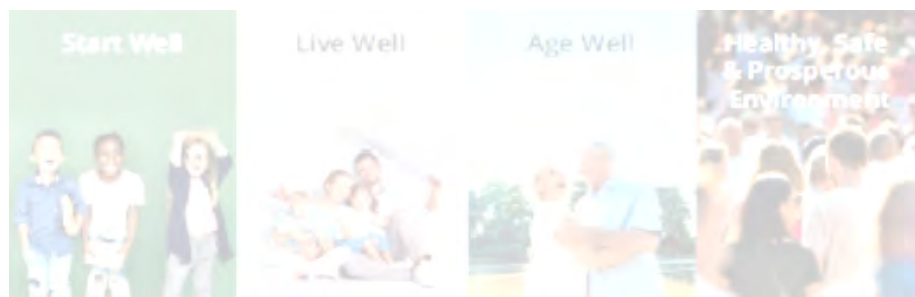 Start Well
Live Well
Age Well
Healthy, Safe
& Prosperous
Environment